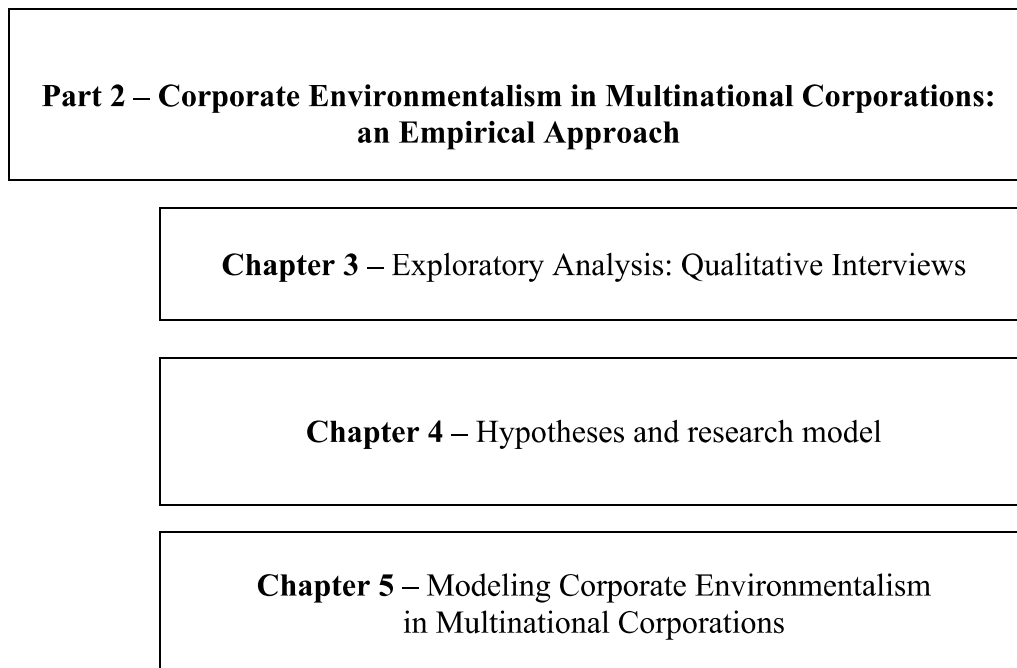 Part 2 – Corporate Environmentalism in Multinational Corporations:
an Empirical Approach
Chapter 3 – Exploratory Analysis: Qualitative Interviews
Chapter 4 – Hypotheses and research model
Chapter 5 – Modeling Corporate Environmentalism
in Multinational Corporations